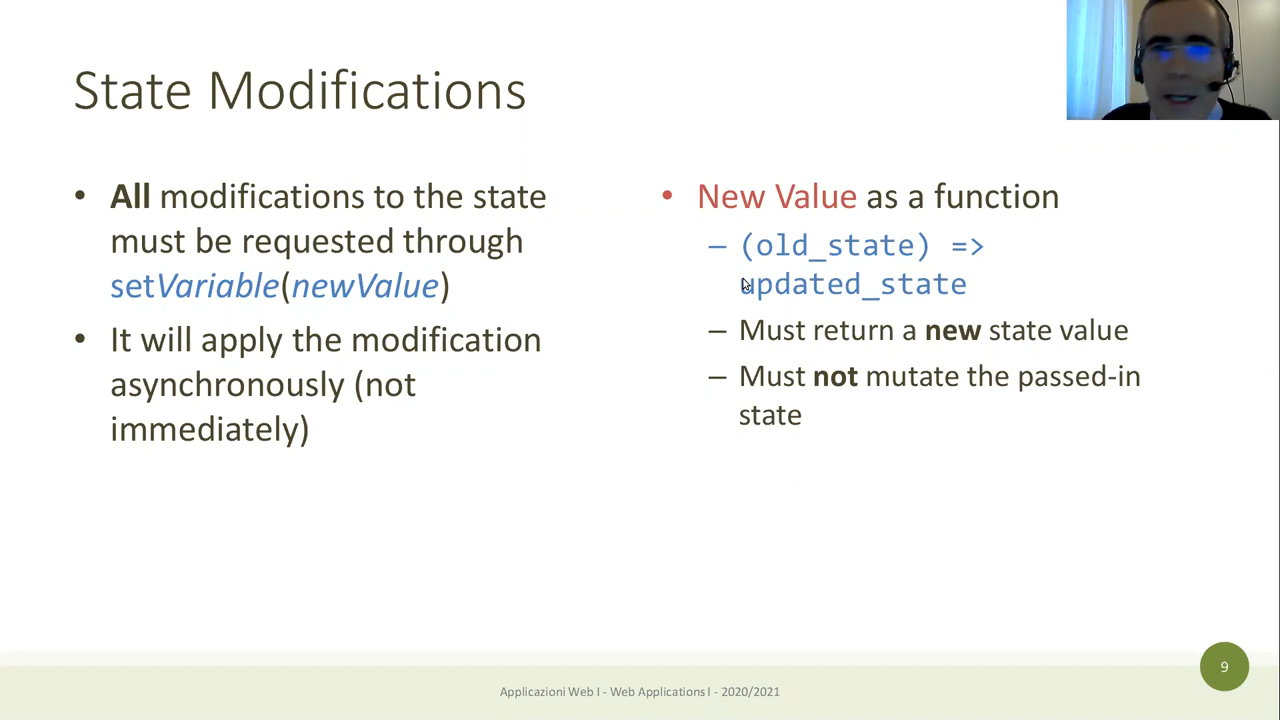 State Modifications
• All modifications to the state
must be requested through
setVariable(newValue)
• It will apply the modification
asynchronously (not
immediately)
• New Value as a function
– (old_state) =>
updated_state
– Must return a new state value
– Must not mutate the passed-in
state
Applicazioni Web I - Web Applications I - 2020/2021
9